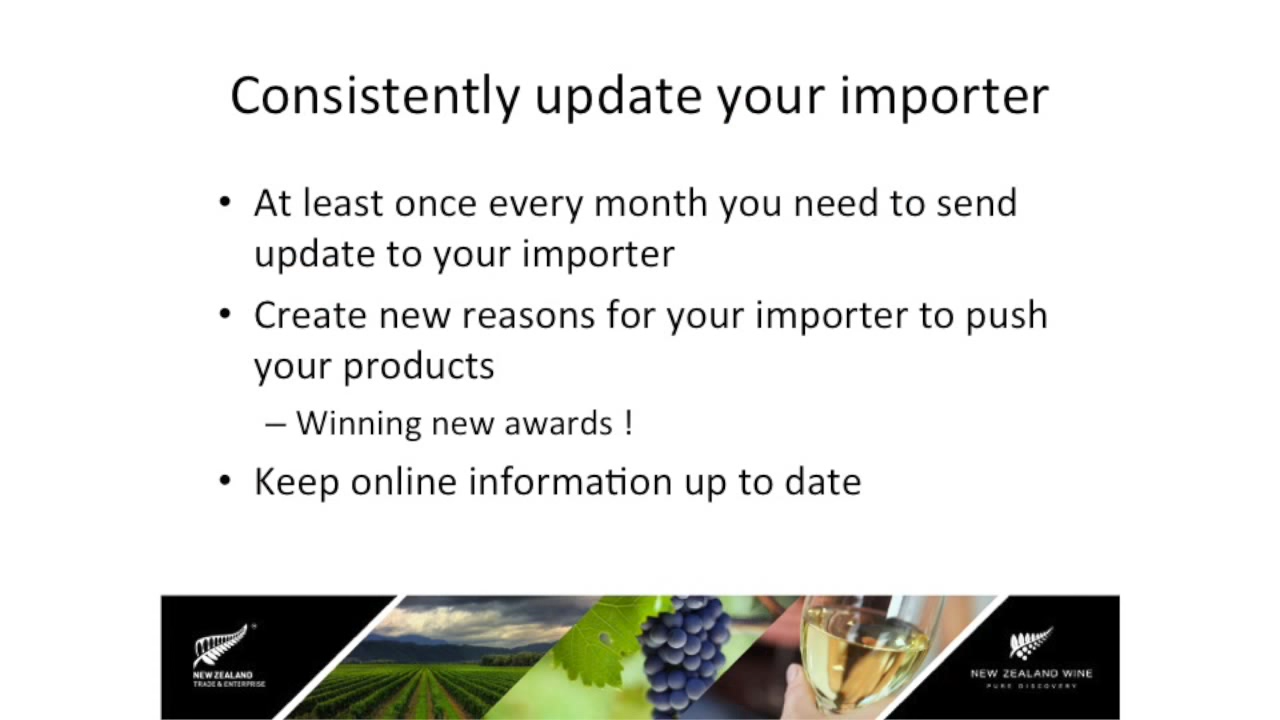 Consistently update your importer
• At least once every month you need to send
update to your importer
• Create new reasons for your importer to push
your products
– Winning new awards !
• Keep online information up to date
NEW ZEALAND
TRADE & ENTERPRISE
NEW ZEALAND WINE
PURE DISCOVERY